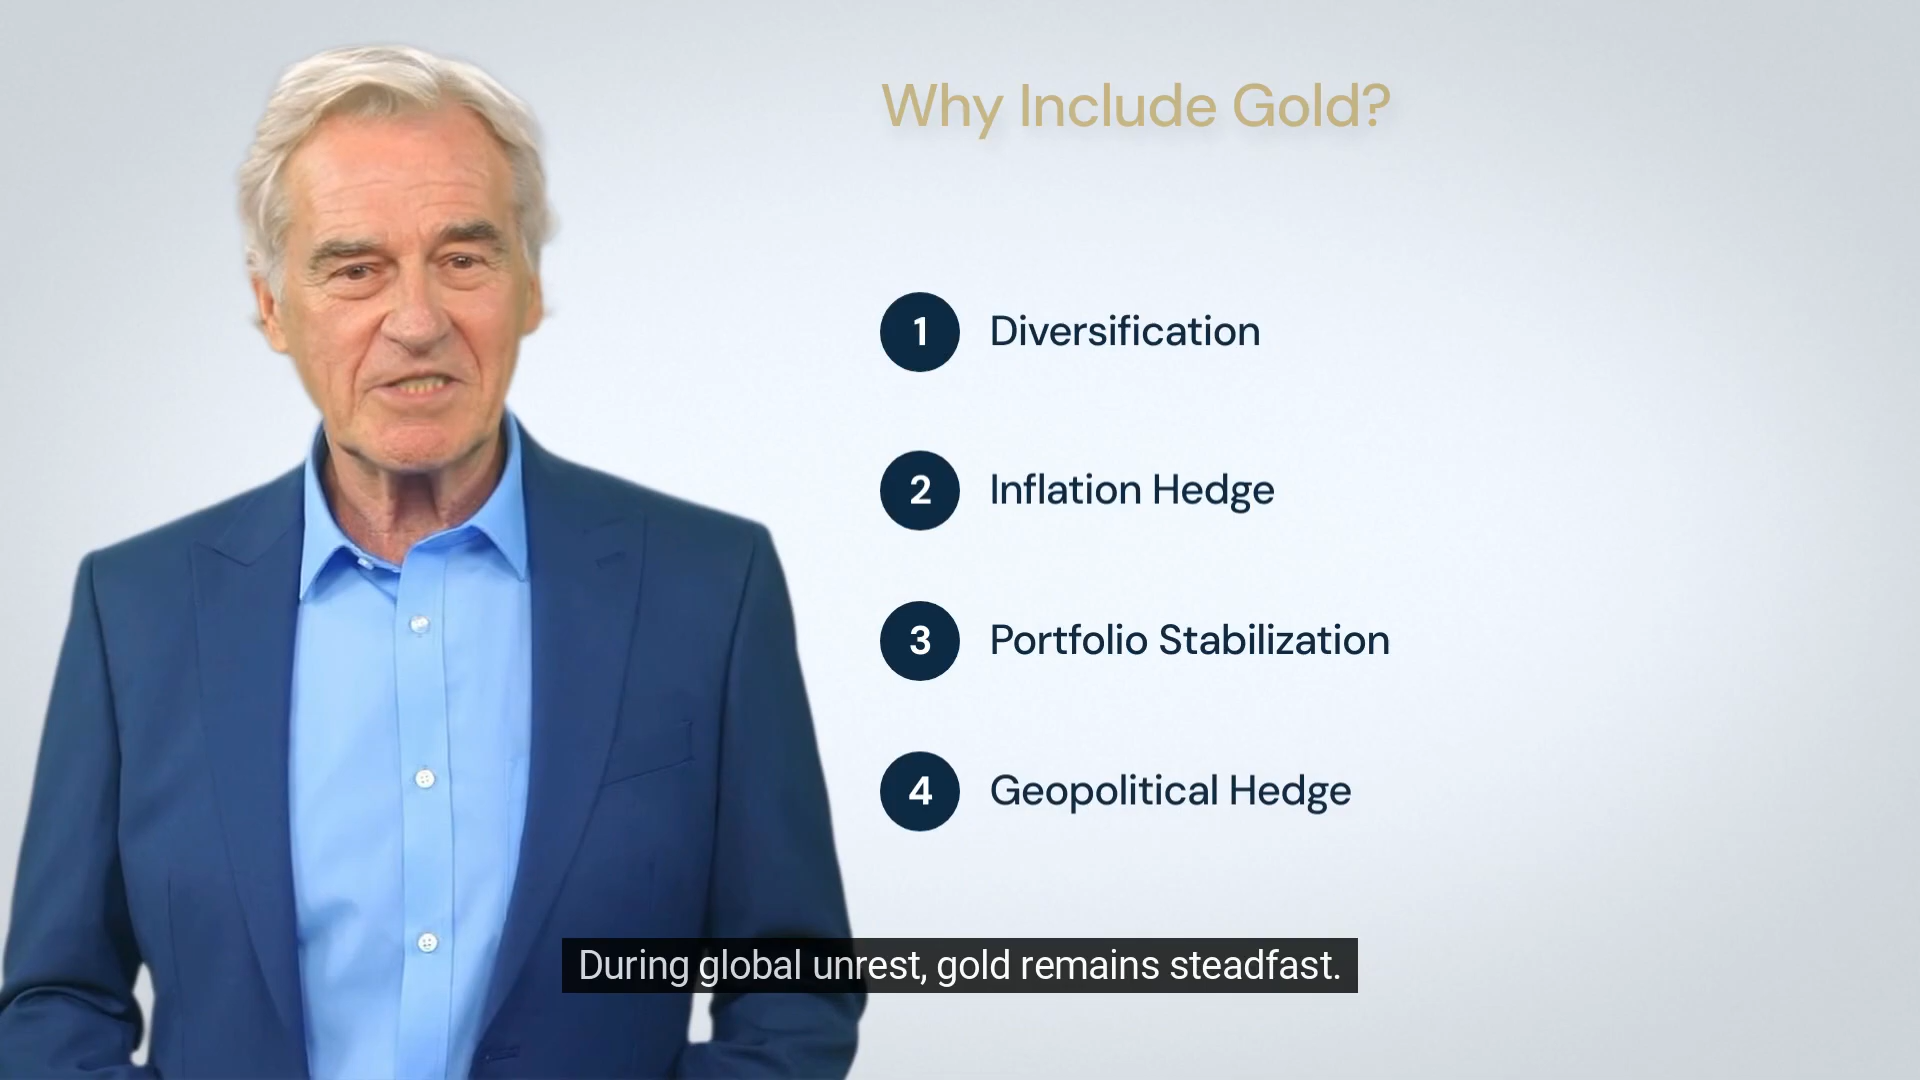 Why Include Gold?
1 Diversification
2 Inflation Hedge
3 Portfolio Stabilization
4 Geopolitical Hedge
During global unrest, gold remains steadfast.